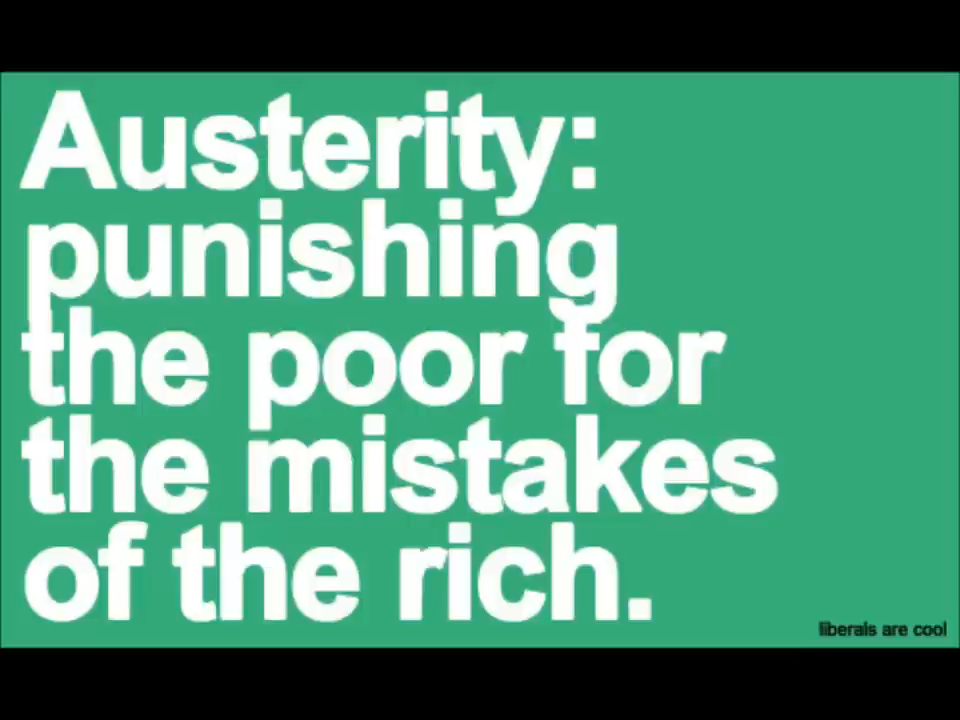 Austerity:
punishing
the poor for
the mistakes
of the rich.
liberals are cool